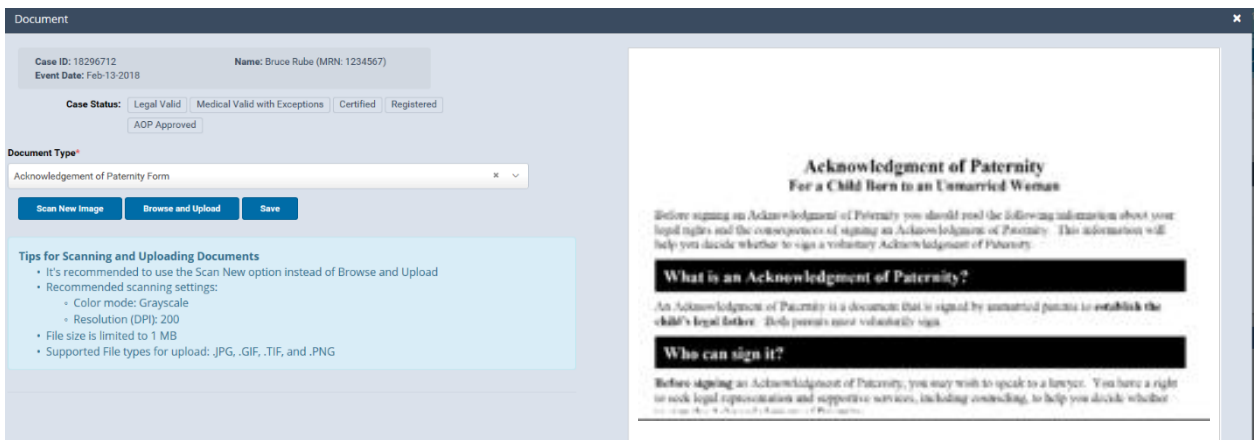 Document
Case ID: 18296712 Name: Bruce Rube (MRN: 1234567)
Event Date: Feb-13-2018
Case Status: Legal Valid Medical Valid with Exceptions Certified Registered
AOP Approved
Document Type*
Acknowledgement of Paternity Form
Scan New Image Browse and Upload Save
Tips for Scanning and Uploading Documents
• It's recommended to use the Scan New option instead of Browse and Upload
• Recommended scanning settings:
◦ Color mode: Grayscale
◦ Resolution (DPI): 200
• File size is limited to 1 MB
• Supported File types for upload: .JPG, .GIF, .TIF, and .PNG
Acknowledgment of Paternity
For a Child Born to an Unmarried Woman
Before signing an Acknowledgment of Paternity you should read the following information about your
legal rights and the consequences of signing an Acknowledgment of Paternity. This information will
help you decide whether to sign a voluntary Acknowledgment of Paternity.
What is an Acknowledgment of Paternity?
An Acknowledgment of Paternity is a document that is signed by unmarried parents to establish the
child's legal father. Both parents must voluntarily sign.
Who can sign it?
Before signing an Acknowledgment of Paternity, you may wish to speak to a lawyer. You have a right
to seek legal representation and supportive services, including counseling, to help you decide whether